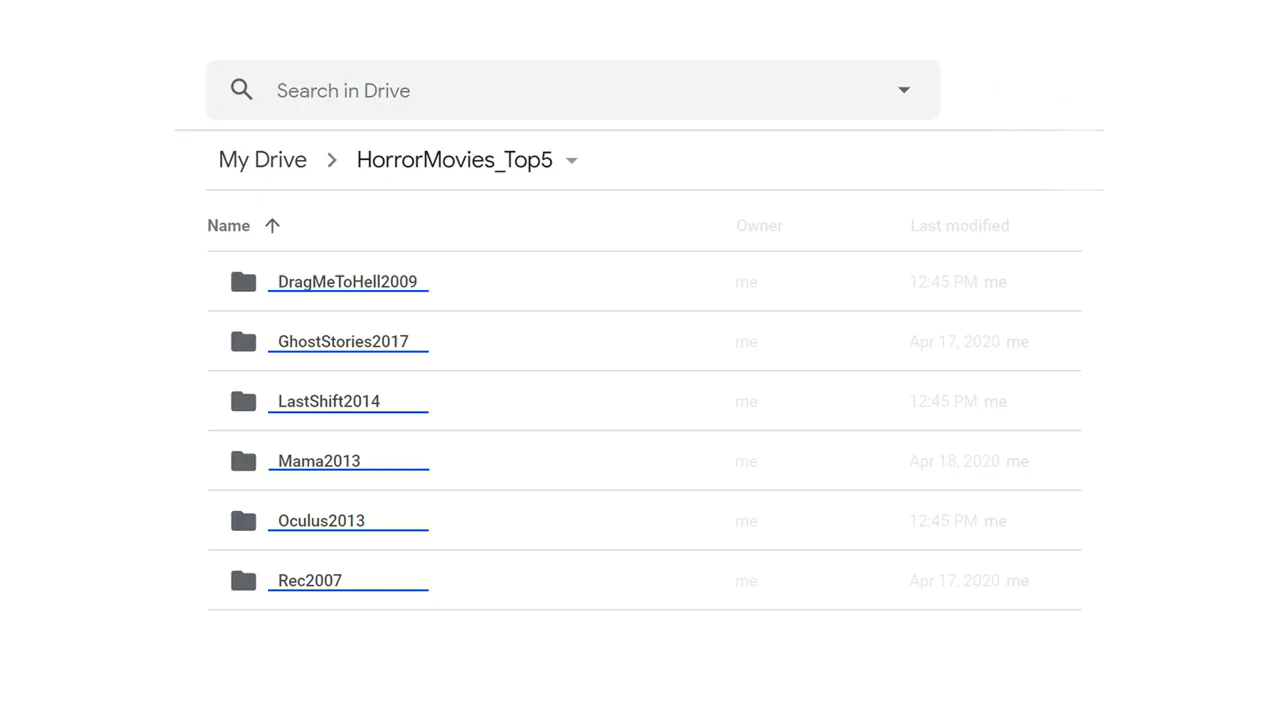 Search in Drive
My Drive > HorrorMovies_Top5
Name Owner Last modified
DragMeToHell2009 me 12:45 PM me
GhostStories2017 me Apr 17, 2020 me
LastShift2014 me 12:45 PM me
Mama2013 me Apr 18, 2020 me
Oculus2013 me 12:45 PM me
Rec2007 me Apr 17, 2020 me